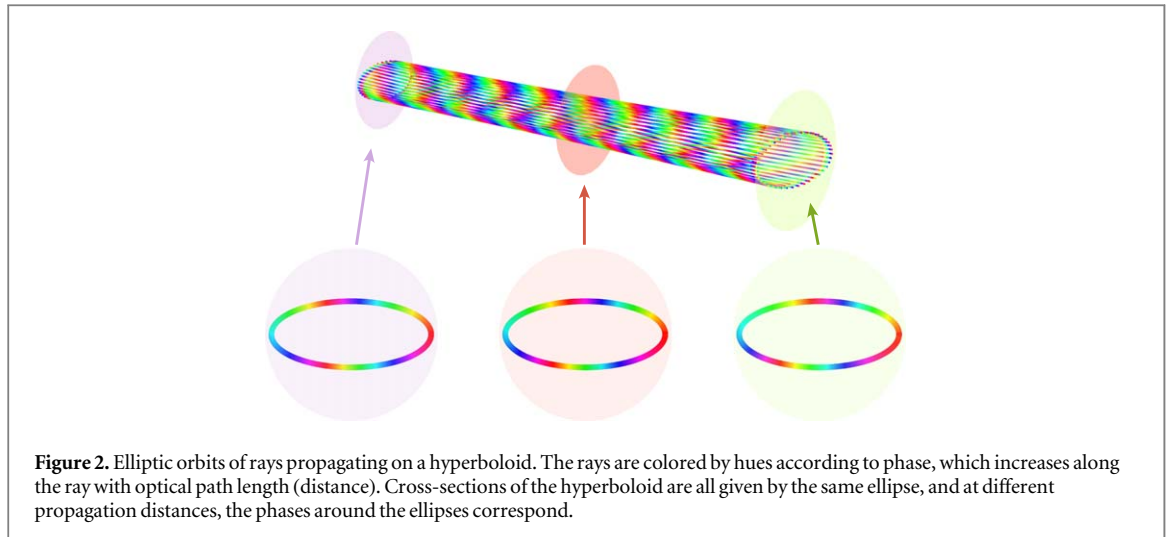 Figure 2. Elliptic orbits of rays propagating on a hyperboloid. The rays are colored by hues according to phase, which increases along
the ray with optical path length (distance). Cross-sections of the hyperboloid are all given by the same ellipse, and at different
propagation distances, the phases around the ellipses correspond.